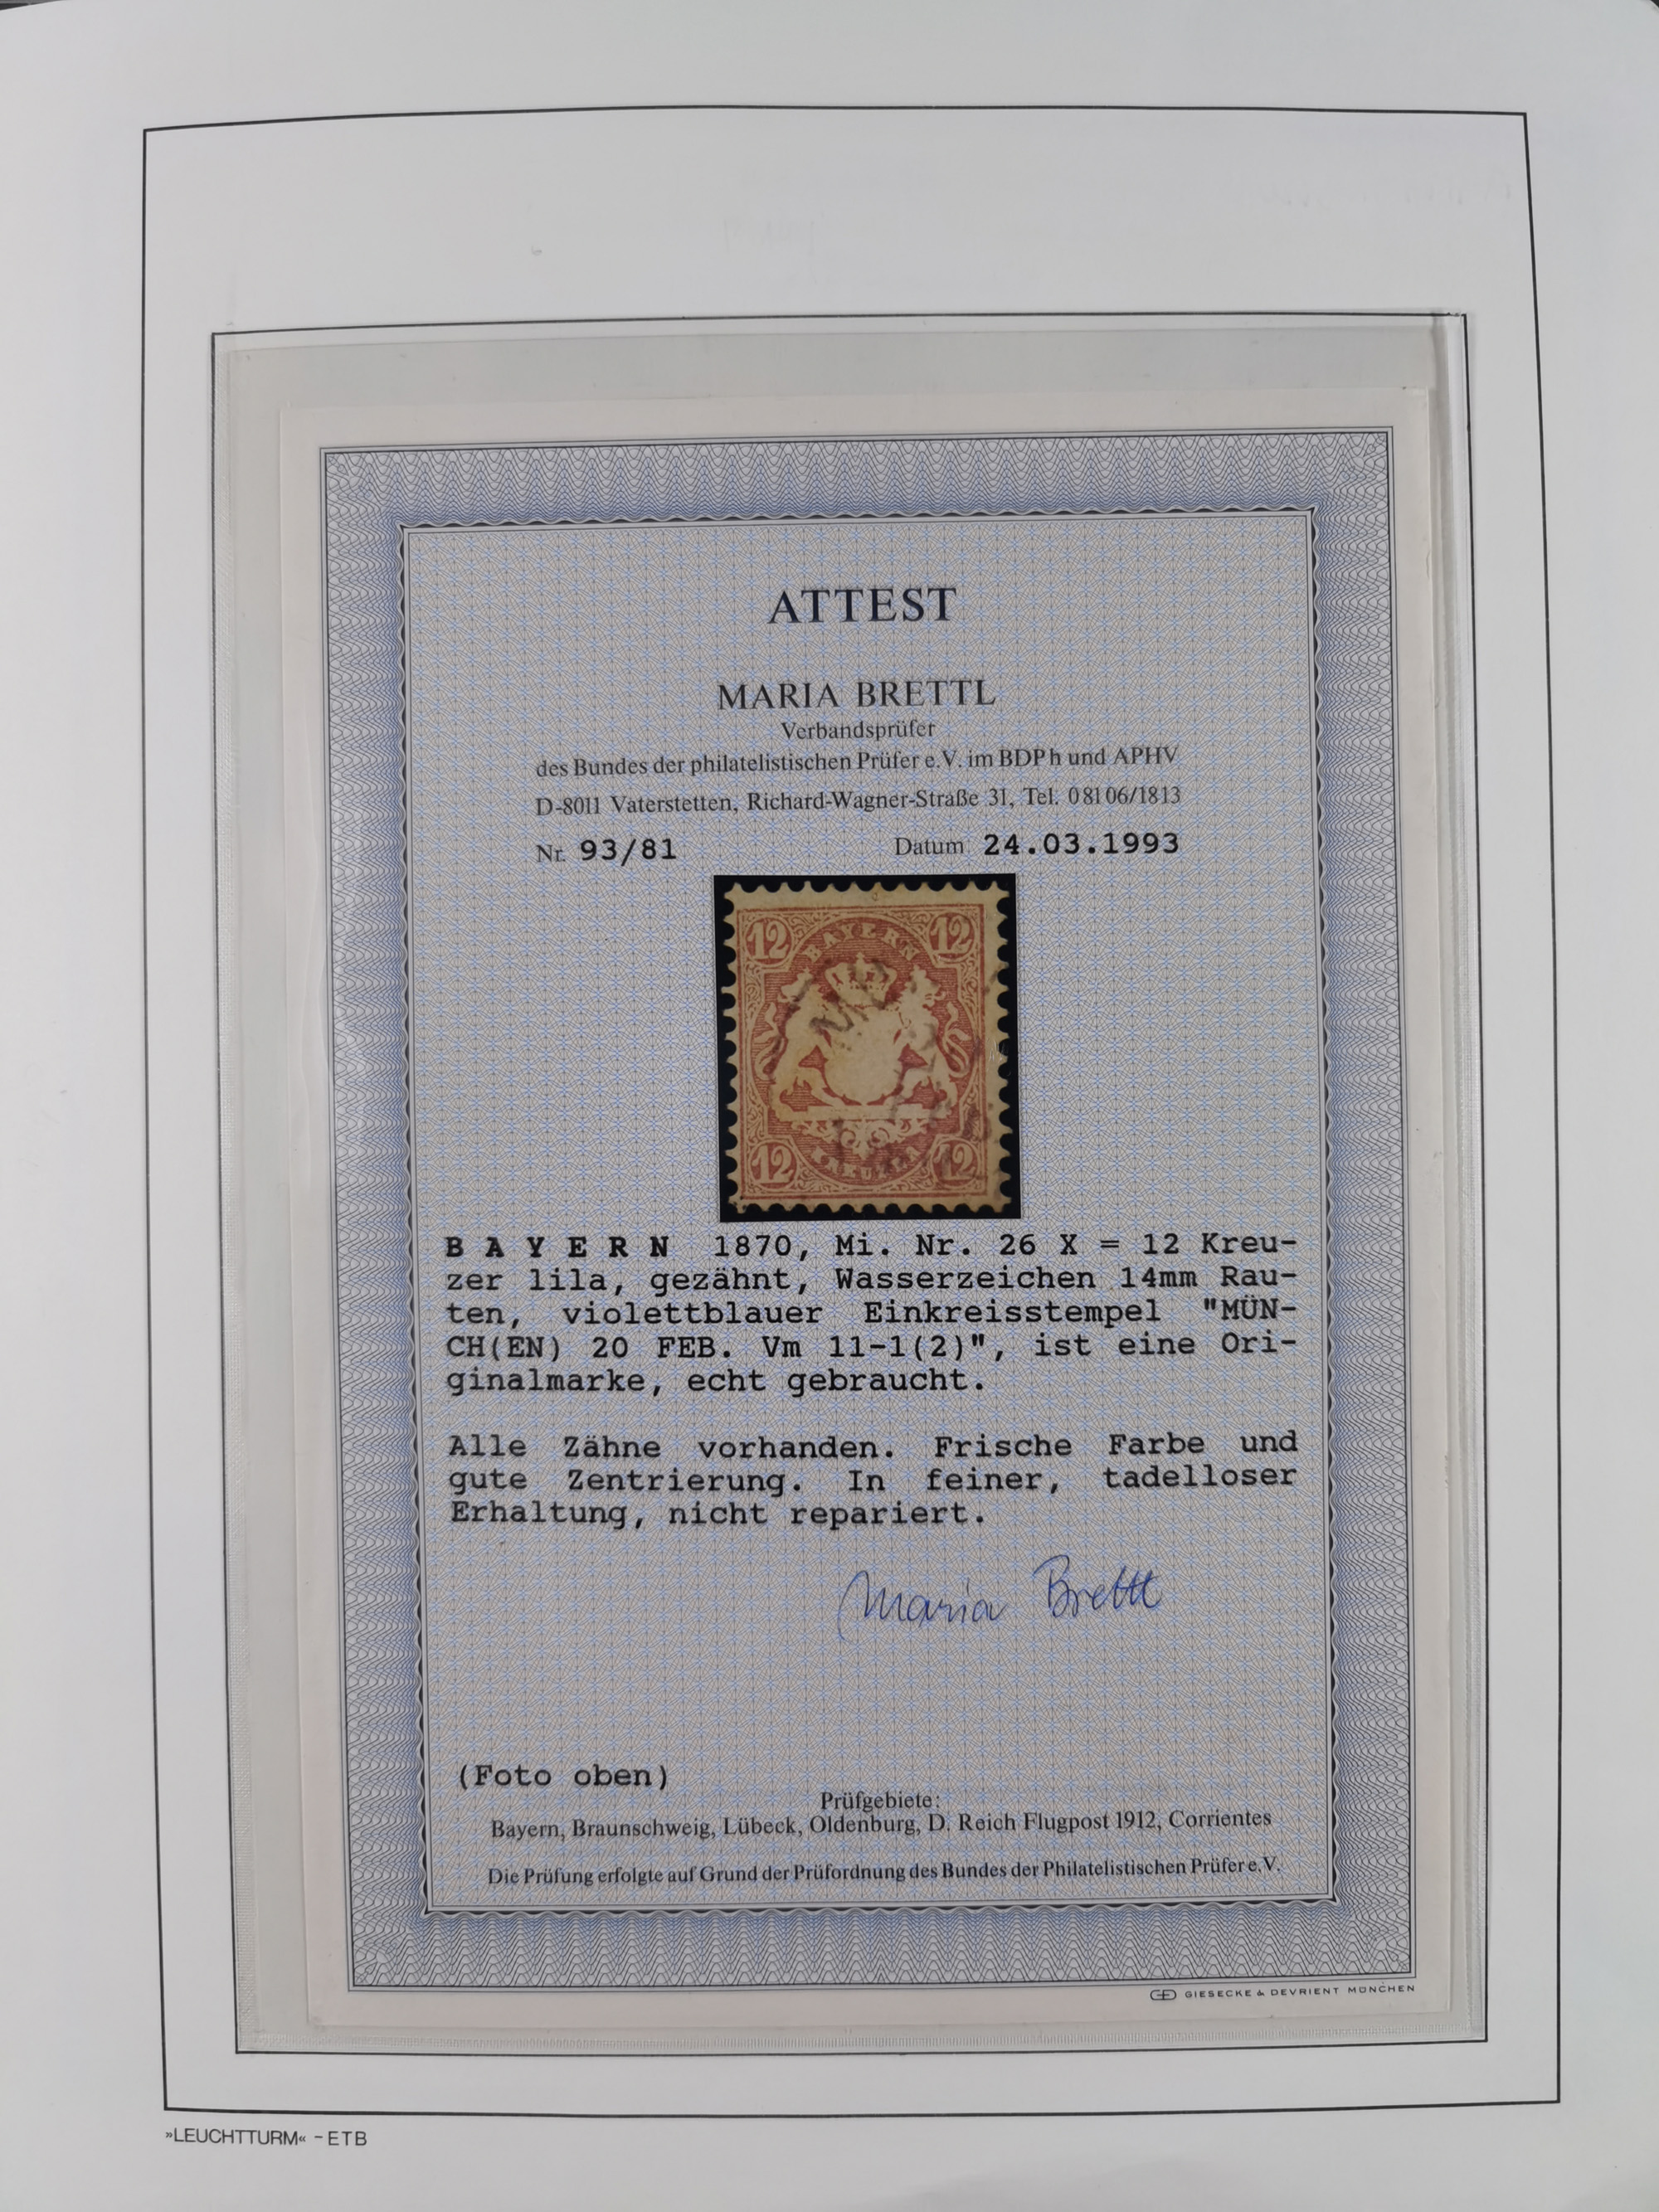 ATTEST
MARIA BRETTL
Verbandsprüfer
des Bundes der philatelistischen Prüfer e.V. im BDPh und APHV
D-8011 Vaterstetten, Richard-Wagner-Straße 31, Tel. 08106/1813
Nr. 93/81 Datum 24.03.1993
12 BAYERN 12
12 KREUZER 12
BAYERN 1870, Mi. Nr. 26 X = 12 Kreu-
zer lila, gezähnt, Wasserzeichen 14mm Rau-
ten, violettblauer Einkreisstempel "MÜN-
CH(EN) 20 FEB. Vm 11-1(2)", ist eine Ori-
ginalmarke, echt gebraucht.
Alle Zähne vorhanden. Frische Farbe und
gute Zentrierung. In feiner, tadelloser
Erhaltung, nicht repariert.
Maria Brettl
(Foto oben)
Prüfgebiete:
Bayern, Braunschweig, Lübeck, Oldenburg, D. Reich Flugpost 1912, Corrientes
Die Prüfung erfolgte auf Grund der Prüfordnung des Bundes der Philatelistischen Prüfer e.V.
GIESECKE & DEVRIENT MÜNCHEN
»LEUCHTTURM« - ETB